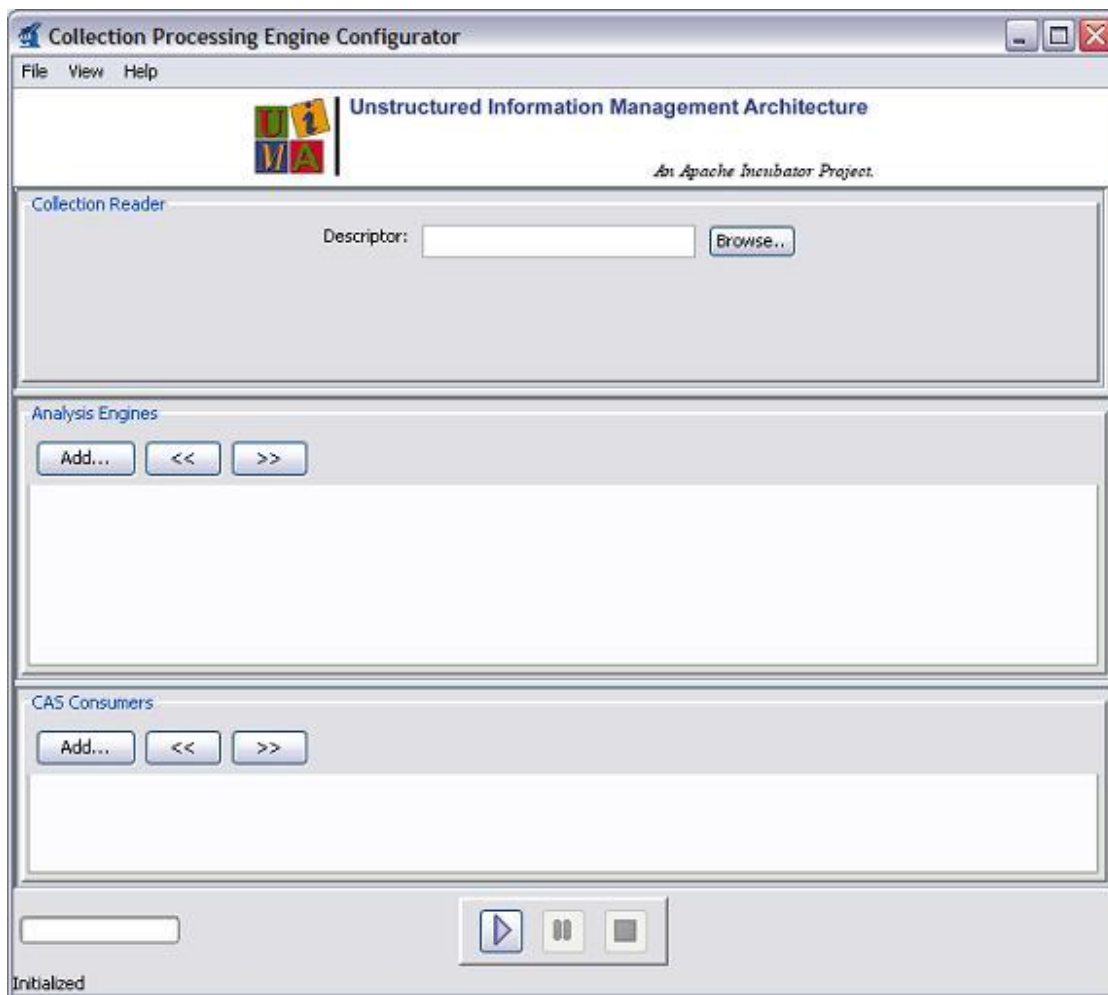 Collection Processing Engine Configurator
File View Help
UIMA
Unstructured Information Management Architecture
An Apache Incubator Project.
Collection Reader
Descriptor: Browse..
Analysis Engines
Add... << >>
CAS Consumers
Add... << >>
Initialized